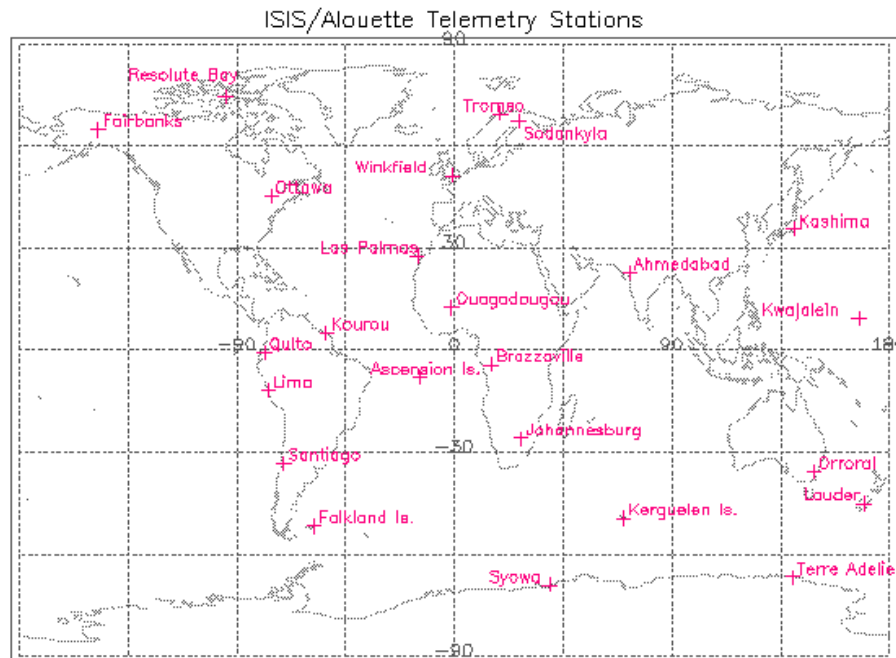 ISIS/Alouette Telemetry Stations
90
Resolute Bay
Fairbanks
Tromso
Sodankyla
Winkfield
Ottawa
Kashima
Las Palmas
30
Ahmedabad
Ouagadougou
Kwajalein
Kourou
-90
0
90
180
Quito
Brazzaville
Ascension Is.
Lima
Johannesburg
-30
Santiago
Orroral
Lauder
Falkland Is.
Kerguelen Is.
Syowa
Terre Adelie
-90